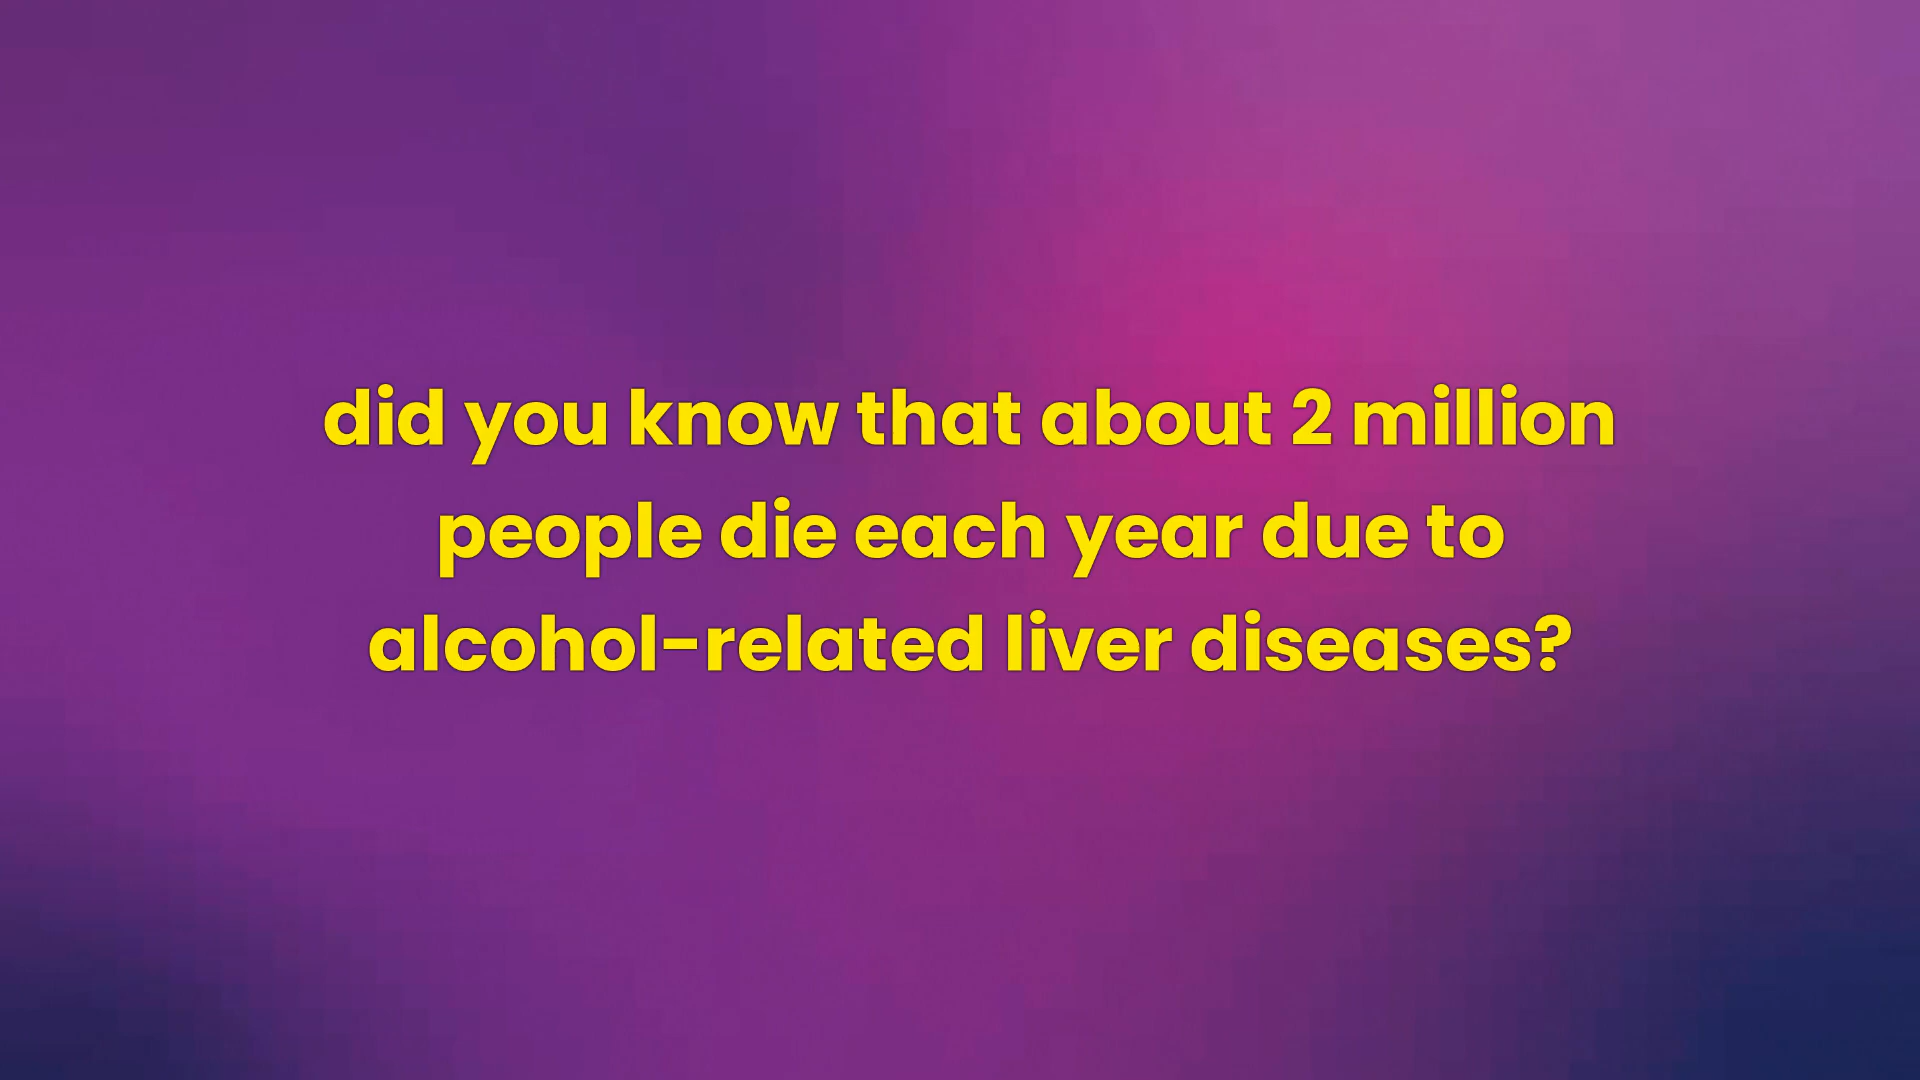 did you know that about 2 million
people die each year due to
alcohol-related liver diseases?